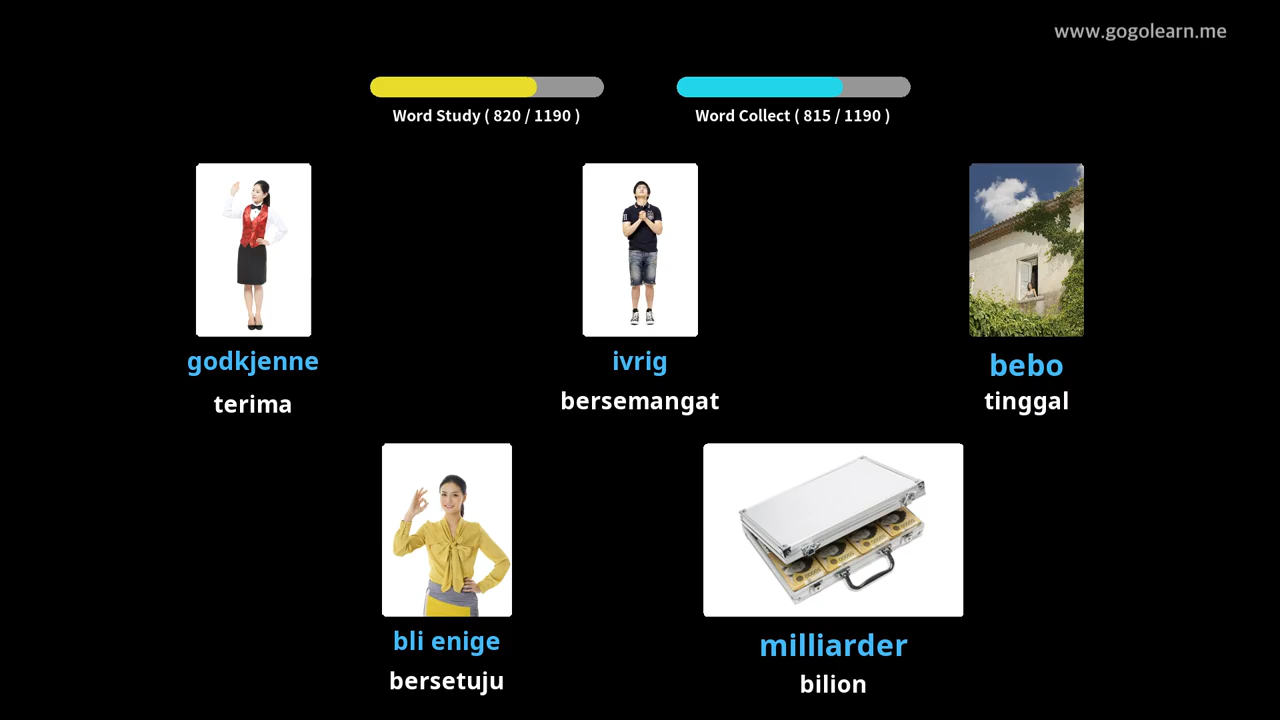 www.gogolearn.me
Word Study ( 820 / 1190 )
Word Collect ( 815 / 1190 )
godkjenne
terima
ivrig
bersemangat
bebo
tinggal
bli enige
bersetuju
milliarder
bilion